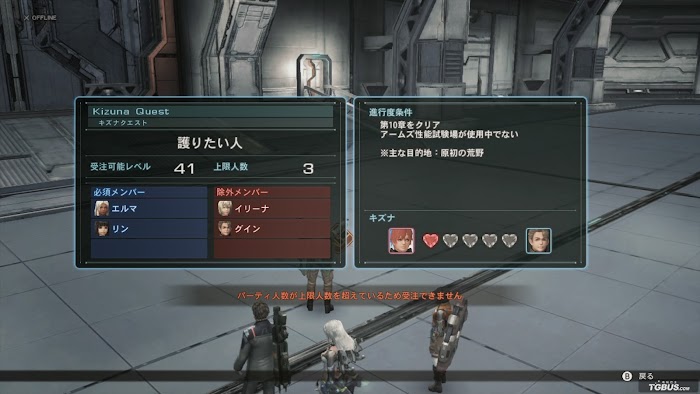 × OFFLINE
Kizuna Quest
キズナクエスト
護りたい人
受注可能レベル 41 上限人数 3
必須メンバー
エルマ
リン
除外メンバー
イリーナ
グイン
進行度条件
第10章をクリア
アームズ性能試験場が使用中でない
※主な目的地：原初の荒野
キズナ
パーティ人数が上限人数を超えているため受注できません
B 戻る
TGBUS.COM